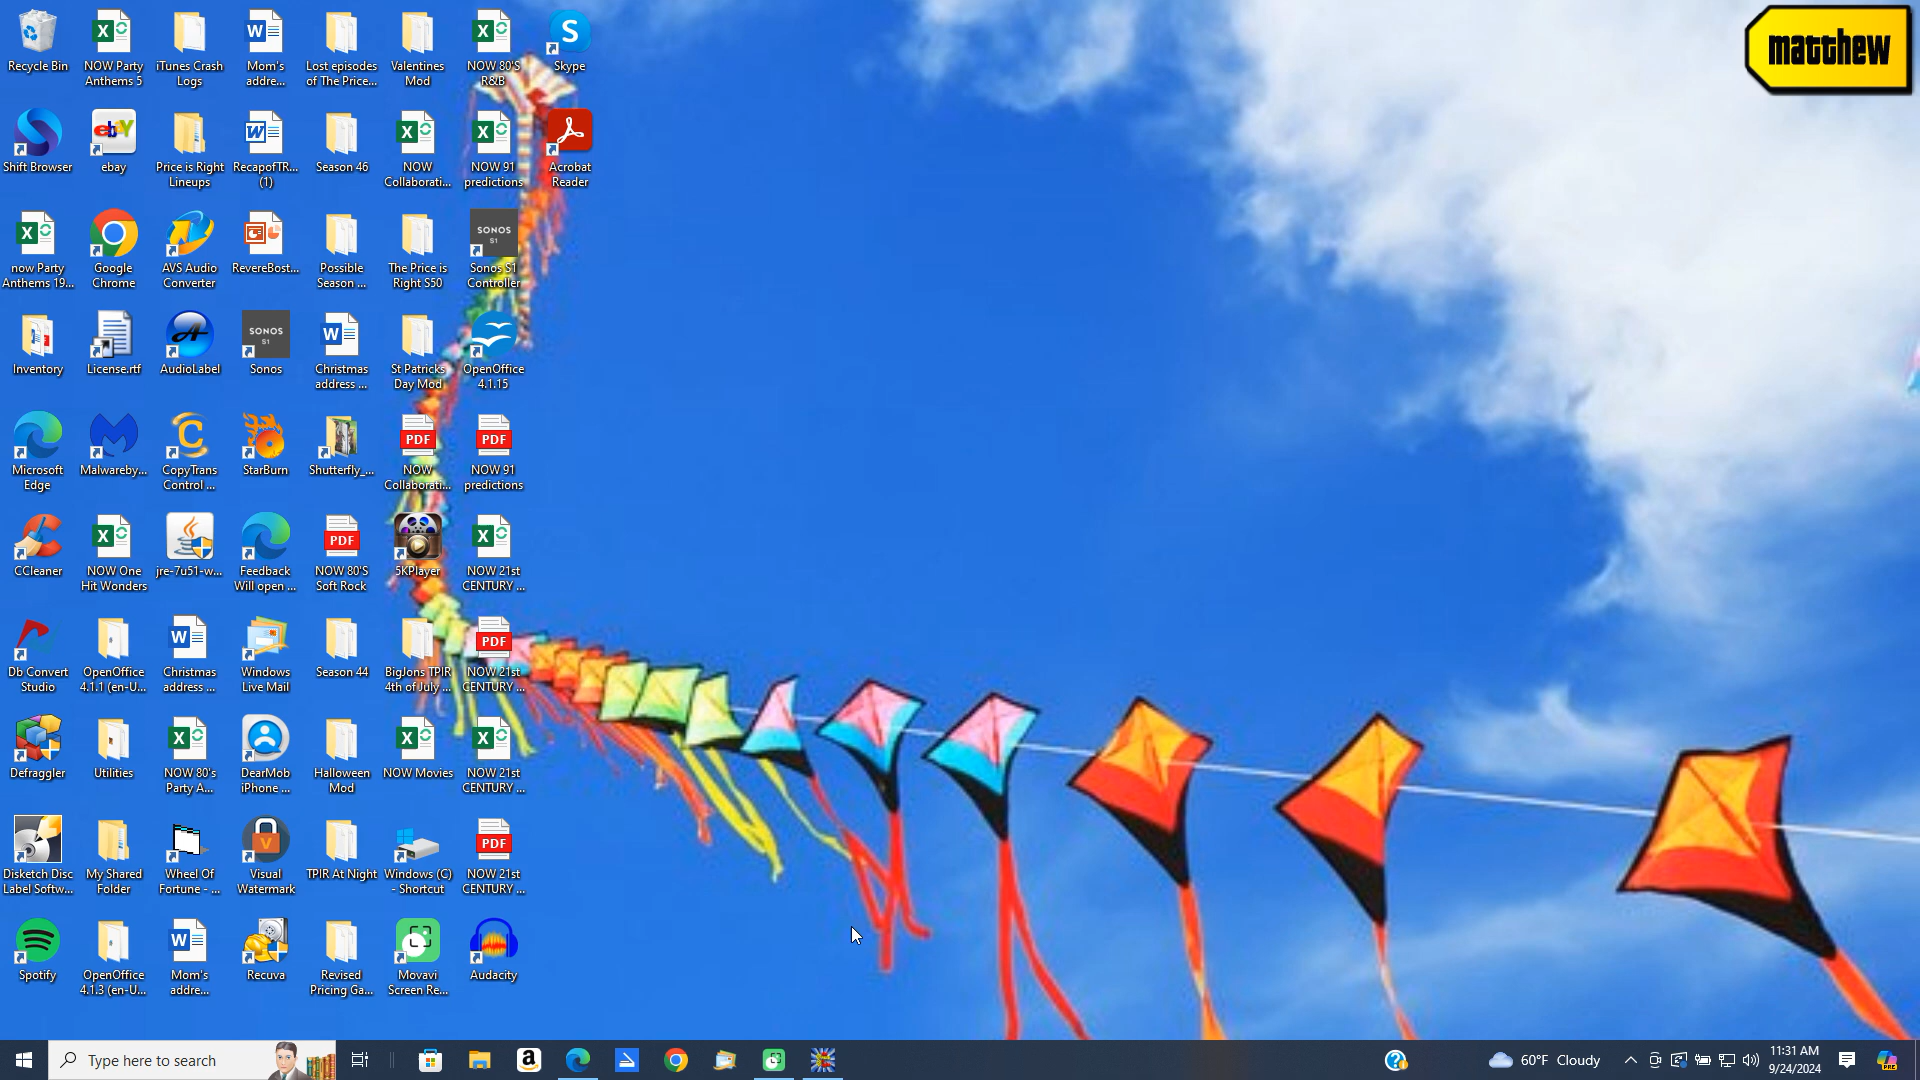 matthew
Recycle Bin
NOW Party
Anthems 5
iTunes Crash
Logs
Mom's
addre...
Lost episodes
of The Price...
Valentines
Mod
NOW 80'S
R&B
Skype
Shift Browser
ebay
Price is Right
Lineups
RecapofTR...
(1)
Season 46
NOW
Collaborati...
NOW 91
predictions
Acrobat
Reader
now Party
Anthems 19...
Google
Chrome
AVS Audio
Converter
RevereBost...
Possible
Season ...
The Price is
Right S50
SONOS
S1
Sonos S1
Controller
Inventory
License.rtf
AudioLabel
SONOS
S1
Sonos
Christmas
address ...
St Patricks
Day Mod
OpenOffice
4.1.15
Microsoft
Edge
Malwareby...
CopyTrans
Control ...
StarBurn
Shutterfly_...
PDF
NOW
Collaborati...
PDF
NOW 91
predictions
CCleaner
NOW One
Hit Wonders
jre-7u51-w...
Feedback
Will open ...
PDF
NOW 80'S
Soft Rock
5KPlayer
NOW 21st
CENTURY ...
Db Convert
Studio
OpenOffice
4.1.1 (en-U...
Christmas
address ...
Windows
Live Mail
Season 44
BigJons TPIR
4th of July ...
PDF
NOW 21st
CENTURY ...
Defraggler
Utilities
NOW 80's
Party A...
DearMob
iPhone ...
Halloween
Mod
NOW Movies
NOW 21st
CENTURY ...
Disketch Disc
Label Softw...
My Shared
Folder
Wheel Of
Fortune - ...
Visual
Watermark
TPIR At Night
Windows (C)
- Shortcut
PDF
NOW 21st
CENTURY ...
Spotify
OpenOffice
4.1.3 (en-U...
Mom's
addre...
Recuva
Revised
Pricing Ga...
Movavi
Screen Re...
Audacity
Type here to search
60°F Cloudy
11:31 AM
9/24/2024